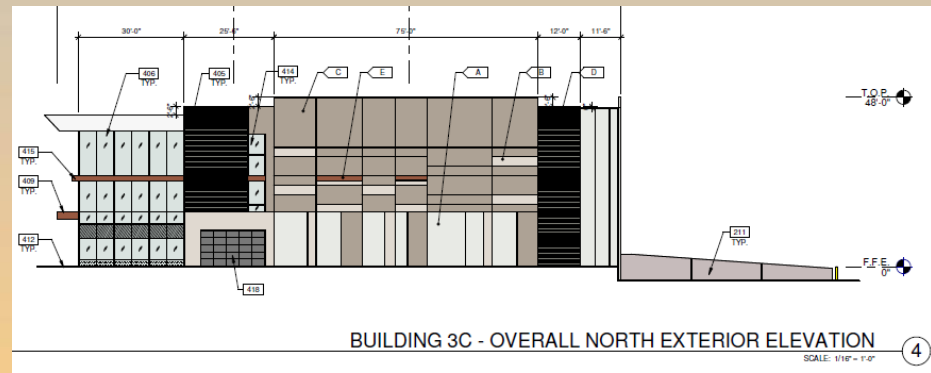 30'-0" 25'-6" 75'-0" 12'-0" 11'-6"
406
TYP.
405
TYP.
414
TYP.
C
E
A
B
D
T.O.P.
48'-0"
415
TYP.
409
TYP.
412
TYP.
211
TYP.
F.F.E.
0"
418
BUILDING 3C - OVERALL NORTH EXTERIOR ELEVATION
4
SCALE: 1/16" = 1'-0"